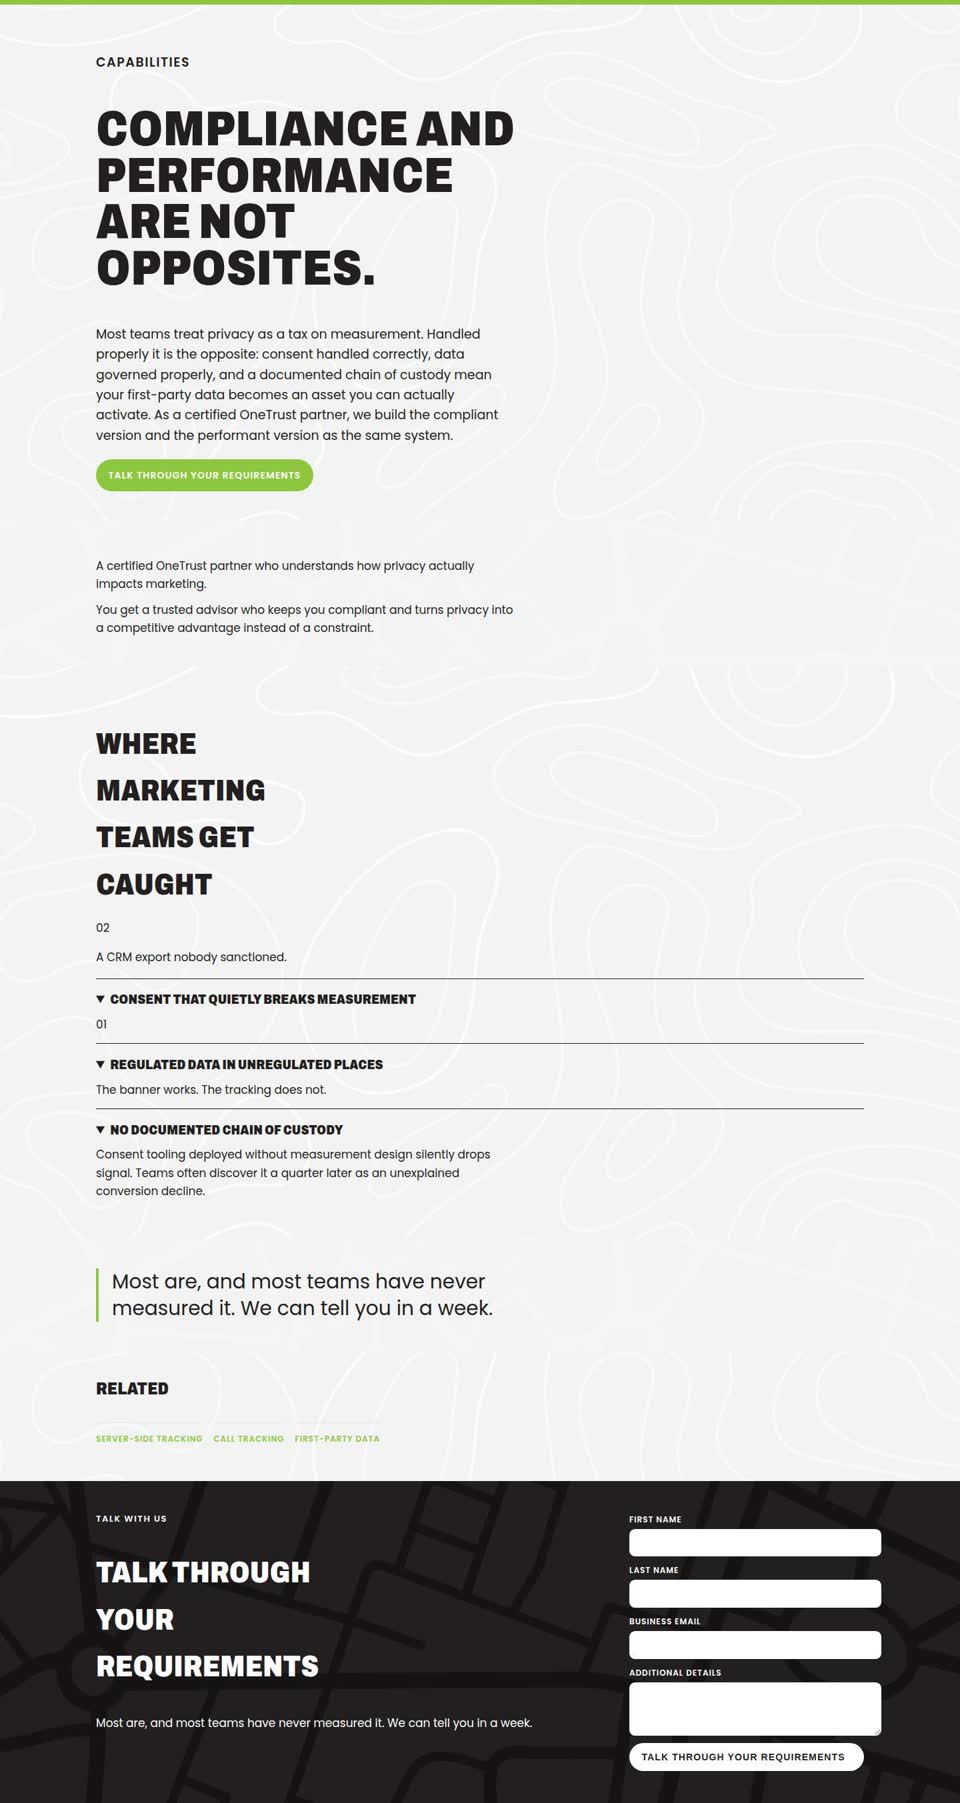 CAPABILITIES
COMPLIANCE AND
PERFORMANCE
ARE NOT
OPPOSITES.
Most teams treat privacy as a tax on measurement. Handled
properly it is the opposite: consent handled correctly, data
governed properly, and a documented chain of custody mean
your first-party data becomes an asset you can actually
activate. As a certified OneTrust partner, we build the compliant
version and the performant version as the same system.
TALK THROUGH YOUR REQUIREMENTS
A certified OneTrust partner who understands how privacy actually
impacts marketing.
You get a trusted advisor who keeps you compliant and turns privacy into
a competitive advantage instead of a constraint.
WHERE
MARKETING
TEAMS GET
CAUGHT
02
A CRM export nobody sanctioned.
▼ CONSENT THAT QUIETLY BREAKS MEASUREMENT
01
▼ REGULATED DATA IN UNREGULATED PLACES
The banner works. The tracking does not.
▼ NO DOCUMENTED CHAIN OF CUSTODY
Consent tooling deployed without measurement design silently drops
signal. Teams often discover it a quarter later as an unexplained
conversion decline.
Most are, and most teams have never
measured it. We can tell you in a week.
RELATED
SERVER-SIDE TRACKING CALL TRACKING FIRST-PARTY DATA
TALK WITH US
TALK THROUGH
YOUR
REQUIREMENTS
Most are, and most teams have never measured it. We can tell you in a week.
FIRST NAME
LAST NAME
BUSINESS EMAIL
ADDITIONAL DETAILS
TALK THROUGH YOUR REQUIREMENTS